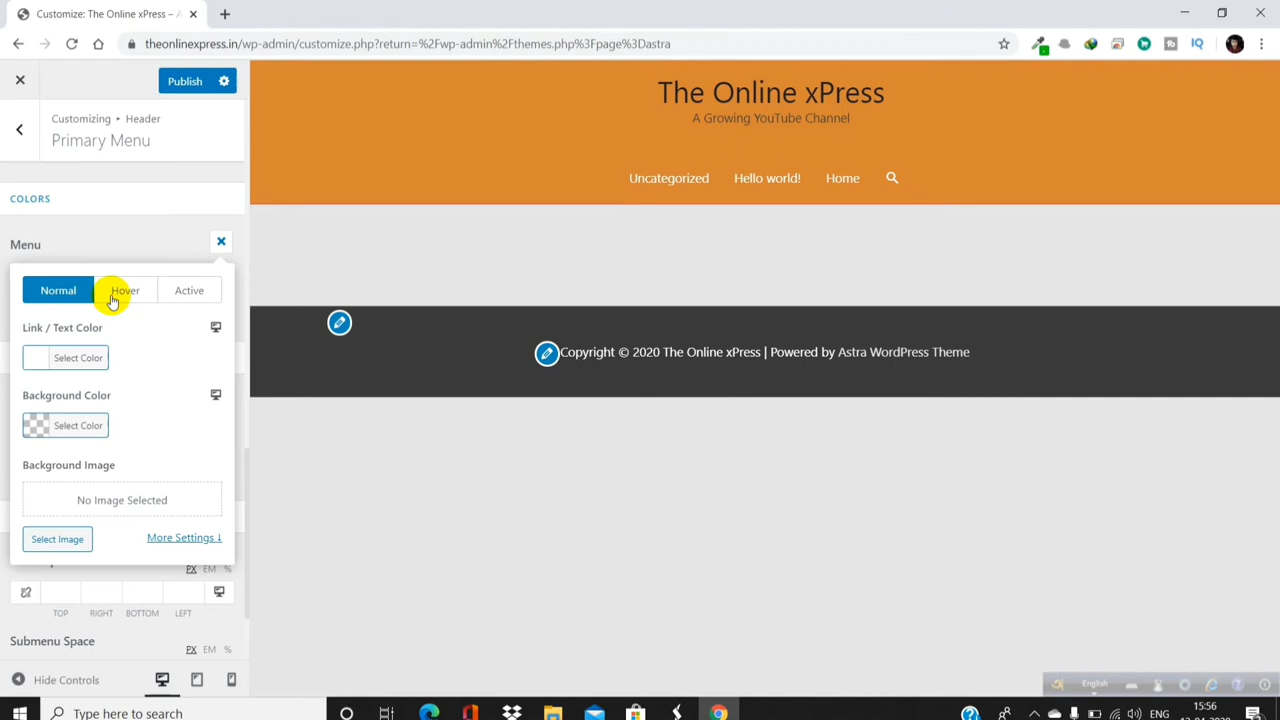 Customize: The Online xPress – A
theonlinexpress.in/wp-admin/customize.php?return=%2Fwp-admin%2Fthemes.php%3Fpage%3Dastra
Publish
Customizing ▸ Header
Primary Menu
COLORS
Menu
Normal
Hover
Active
Link / Text Color
Select Color
Background Color
Select Color
Background Image
No Image Selected
Select Image
More Settings ↓
PX EM %
TOP RIGHT BOTTOM LEFT
Submenu Space
PX EM %
Hide Controls
The Online xPress
A Growing YouTube Channel
Uncategorized Hello world! Home
Copyright © 2020 The Online xPress | Powered by Astra WordPress Theme
English
Type here to search
ENG
15:56